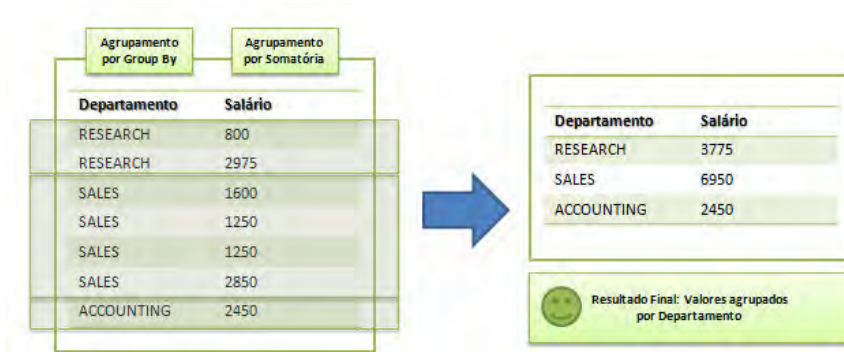 Agrupamento
por Group By
Agrupamento
por Somatória
Departamento Salário
RESEARCH 800
RESEARCH 2975
SALES 1600
SALES 1250
SALES 1250
SALES 2850
ACCOUNTING 2450
Departamento Salário
RESEARCH 3775
SALES 6950
ACCOUNTING 2450
Resultado Final: Valores agrupados
por Departamento